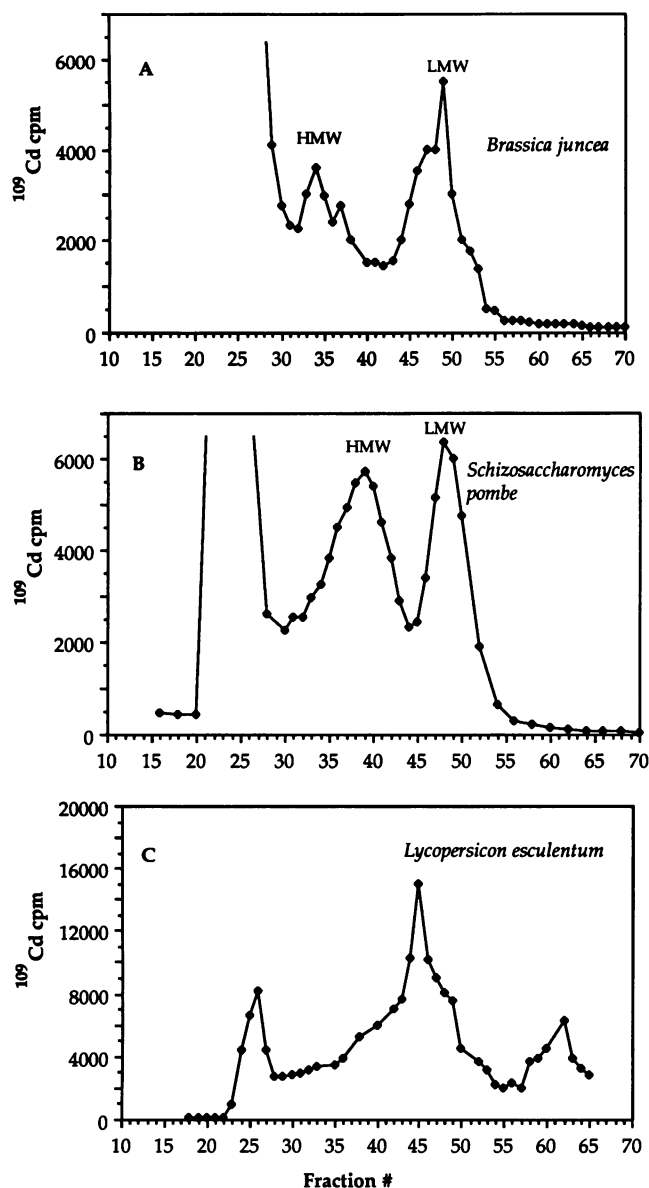 6000
4000
2000
0
109 Cd cpm
A
HMW
LMW
Brassica juncea
10 15 20 25 30 35 40 45 50 55 60 65 70
6000
4000
2000
0
109 Cd cpm
B
HMW
LMW
Schizosaccharomyces
pombe
10 15 20 25 30 35 40 45 50 55 60 65 70
20000
16000
12000
8000
4000
0
109 Cd cpm
C
Lycopersicon esculentum
10 15 20 25 30 35 40 45 50 55 60 65 70
Fraction #